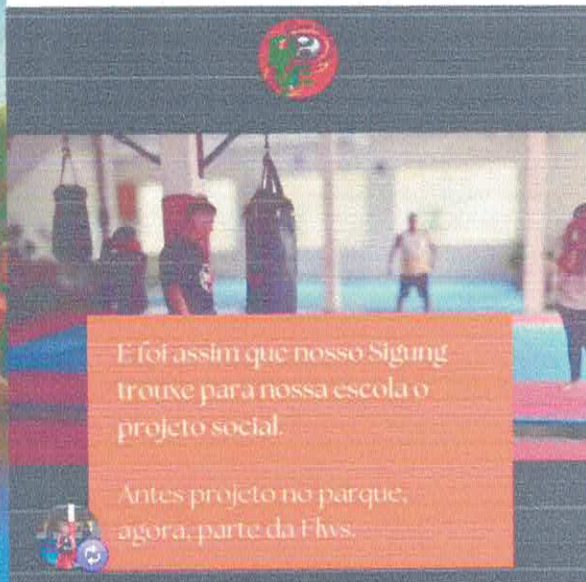 E foi assim que nosso Sigung
trouxe para nossa escola o
projeto social.
Antes projeto no parque,
agora, parte da Flws.